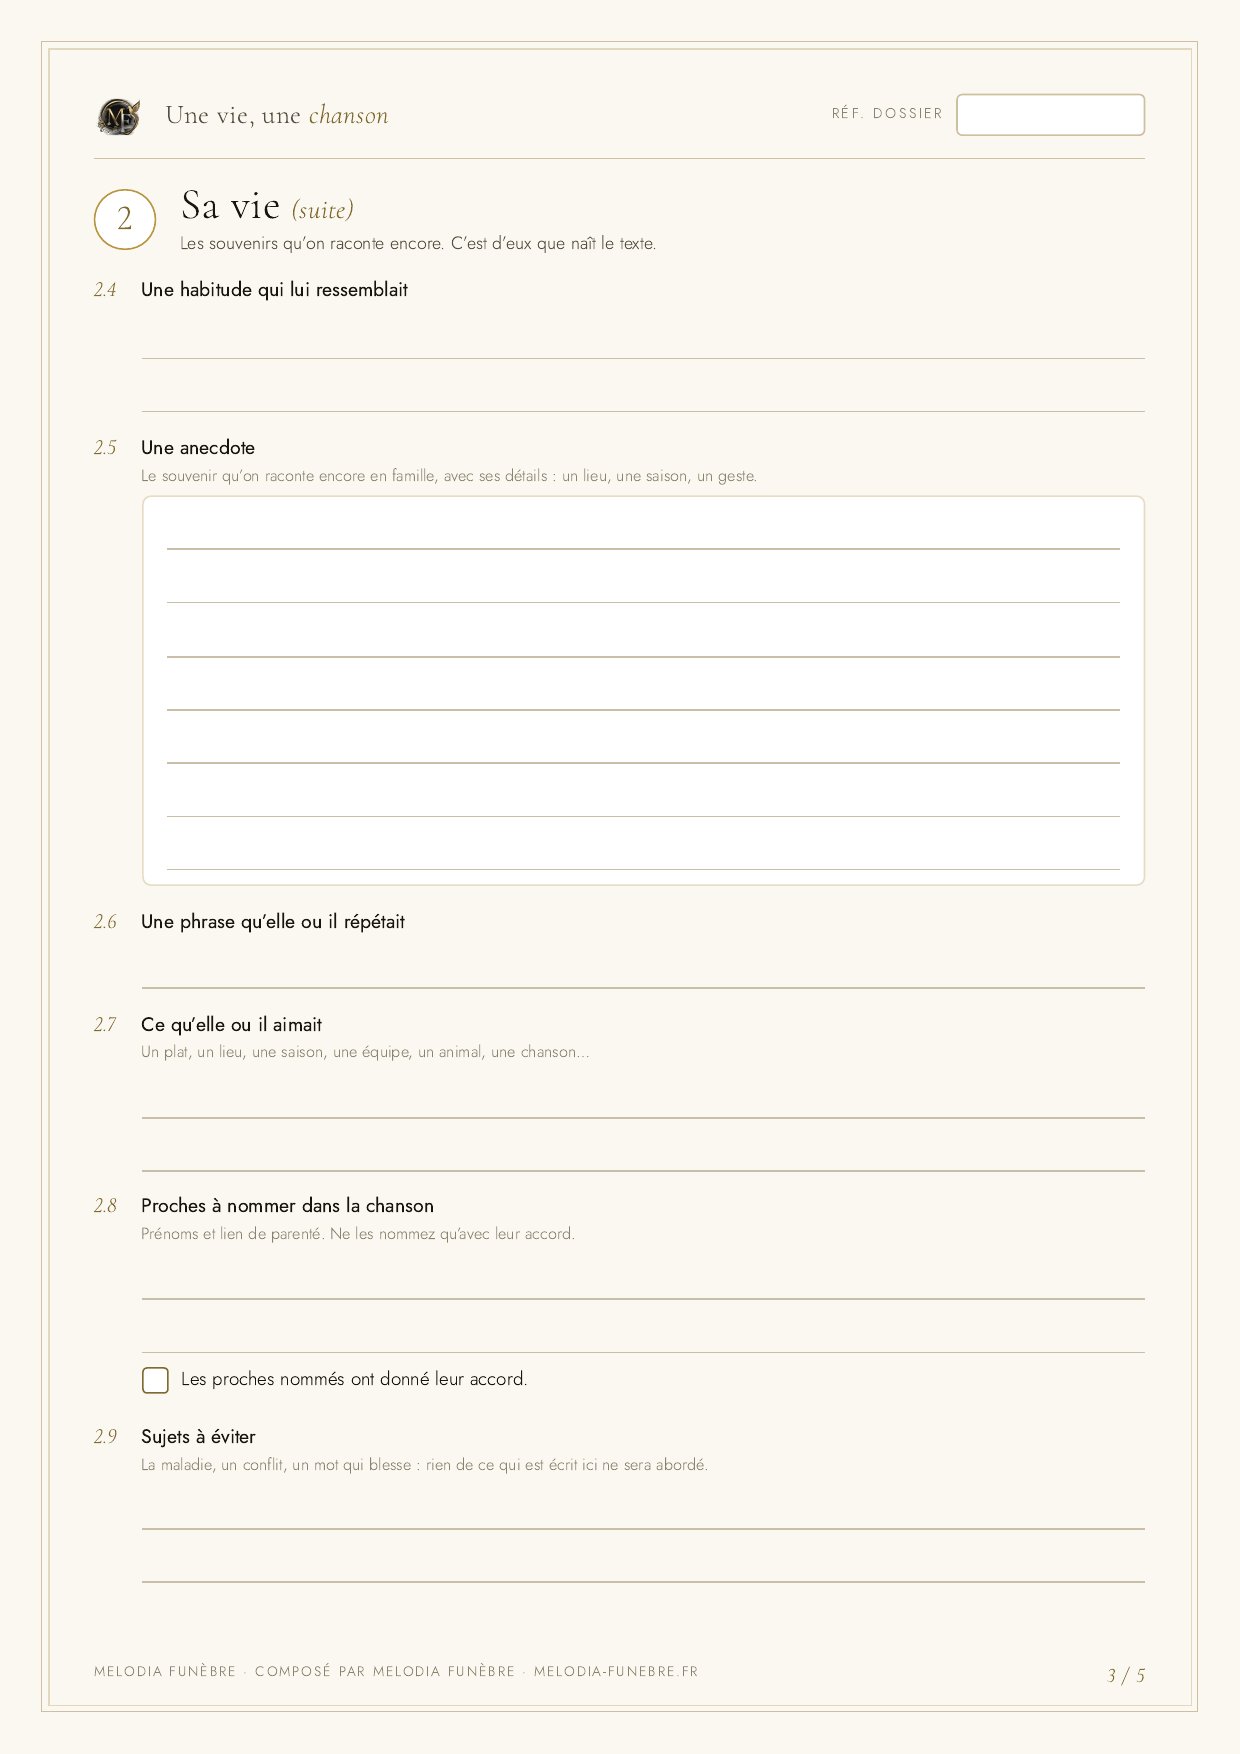 MF
Une vie, une chanson
RÉF. DOSSIER
2
Sa vie (suite)
Les souvenirs qu’on raconte encore. C’est d’eux que naît le texte.
2.4 Une habitude qui lui ressemblait
2.5 Une anecdote
Le souvenir qu’on raconte encore en famille, avec ses détails : un lieu, une saison, un geste.
2.6 Une phrase qu’elle ou il répétait
2.7 Ce qu’elle ou il aimait
Un plat, un lieu, une saison, une équipe, un animal, une chanson…
2.8 Proches à nommer dans la chanson
Prénoms et lien de parenté. Ne les nommez qu’avec leur accord.
Les proches nommés ont donné leur accord.
2.9 Sujets à éviter
La maladie, un conflit, un mot qui blesse : rien de ce qui est écrit ici ne sera abordé.
MELODIA FUNÈBRE · COMPOSÉ PAR MELODIA FUNÈBRE · MELODIA-FUNEBRE.FR
3 / 5